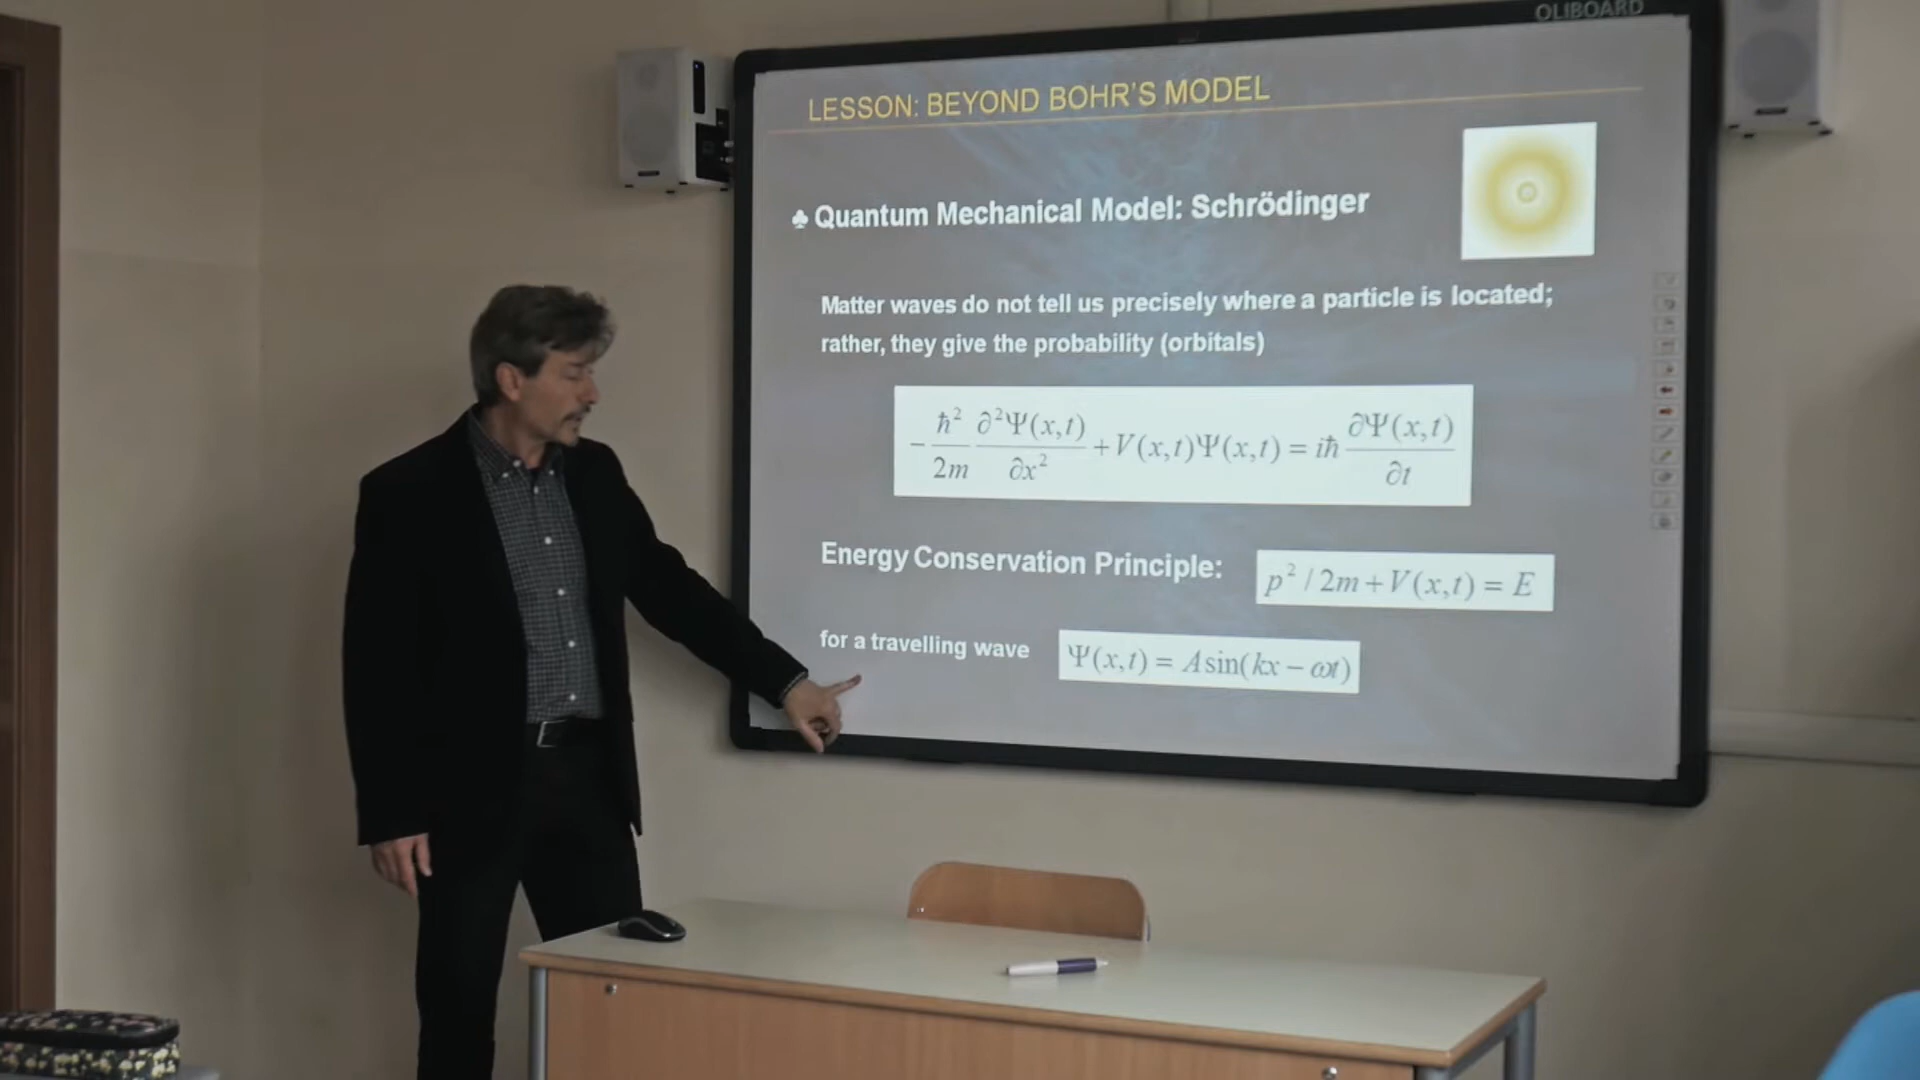 OLIBOARD
LESSON: BEYOND BOHR'S MODEL
♣ Quantum Mechanical Model: Schrödinger
Matter waves do not tell us precisely where a particle is located;
rather, they give the probability (orbitals)
-ħ²/2m ∂²Ψ(x,t)/∂x² + V(x,t)Ψ(x,t) = iħ ∂Ψ(x,t)/∂t
Energy Conservation Principle: p² / 2m + V(x,t) = E
for a travelling wave Ψ(x,t) = A sin(kx − ωt)